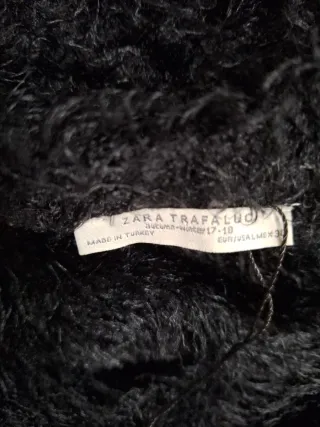 ZARA TRAFALUC
AUTUMN-WINTER 17-18
MADE IN TURKEY